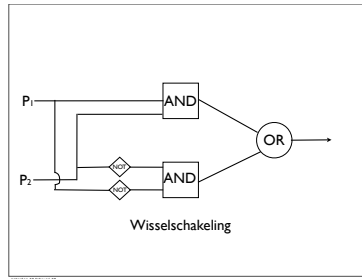 P1
AND
OR
NOT
P2
NOT
AND
Wisselschakeling